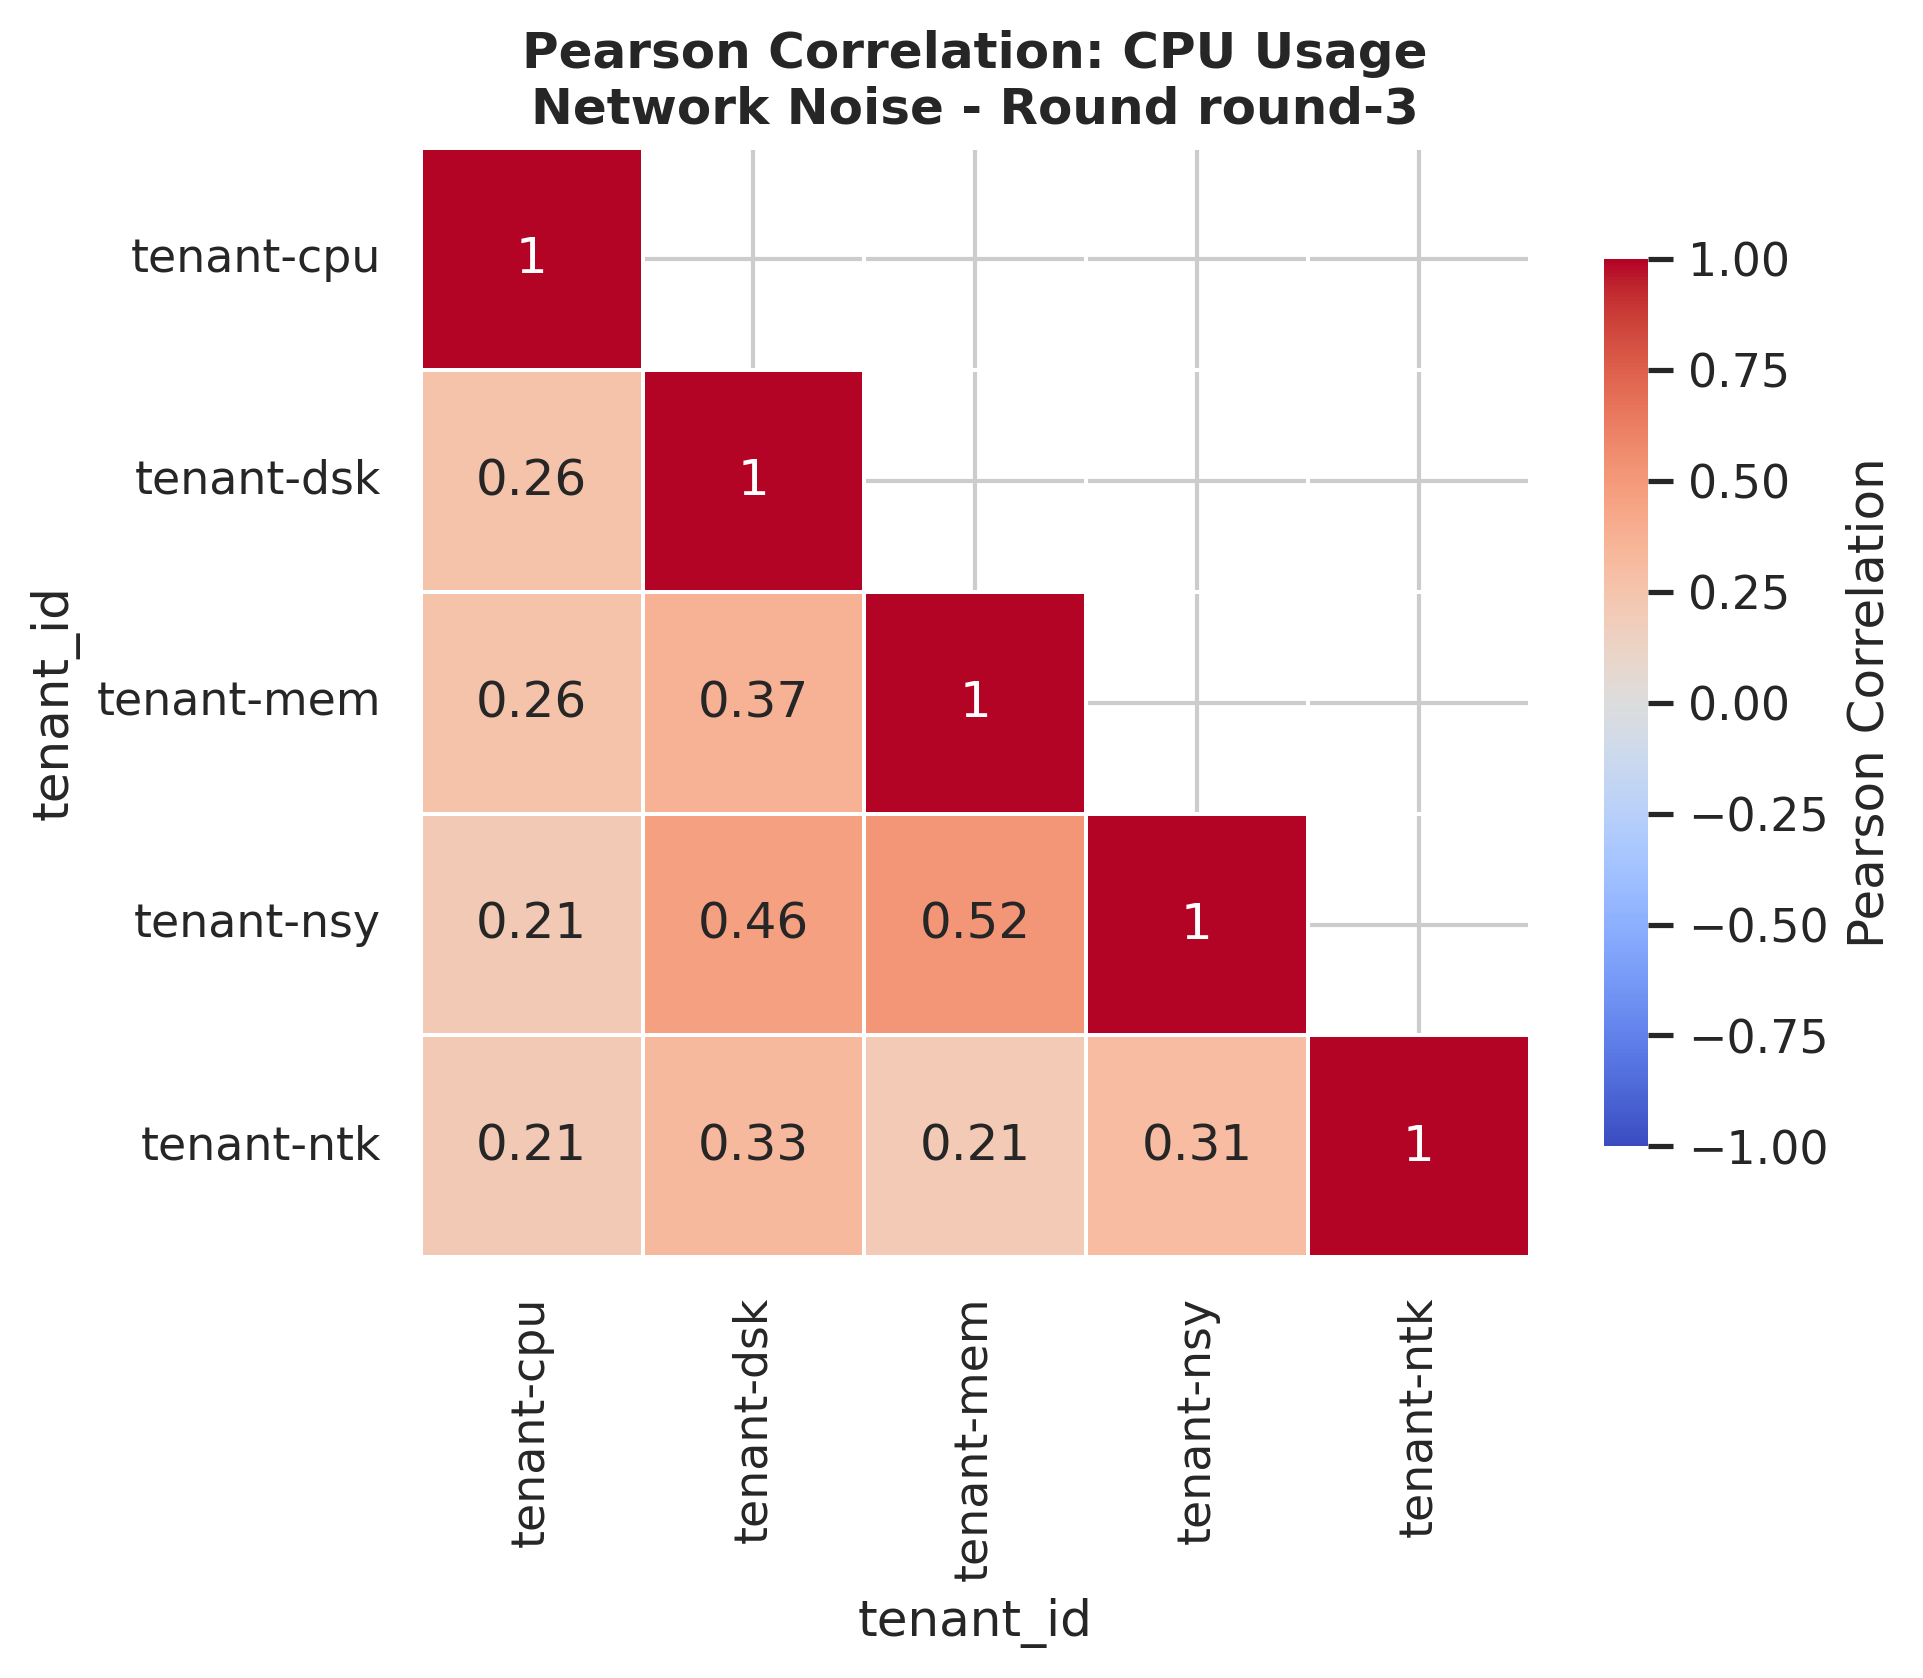 Pearson Correlation: CPU Usage
Network Noise - Round round-3
tenant_id
tenant-cpu
1
tenant-dsk
0.26 1
tenant-mem
0.26 0.37 1
tenant-nsy
0.21 0.46 0.52 1
tenant-ntk
0.21 0.33 0.21 0.31 1
tenant-cpu
tenant-dsk
tenant-mem
tenant-nsy
tenant-ntk
tenant_id
1.00
0.75
0.50
0.25
0.00
−0.25
−0.50
−0.75
−1.00
Pearson Correlation